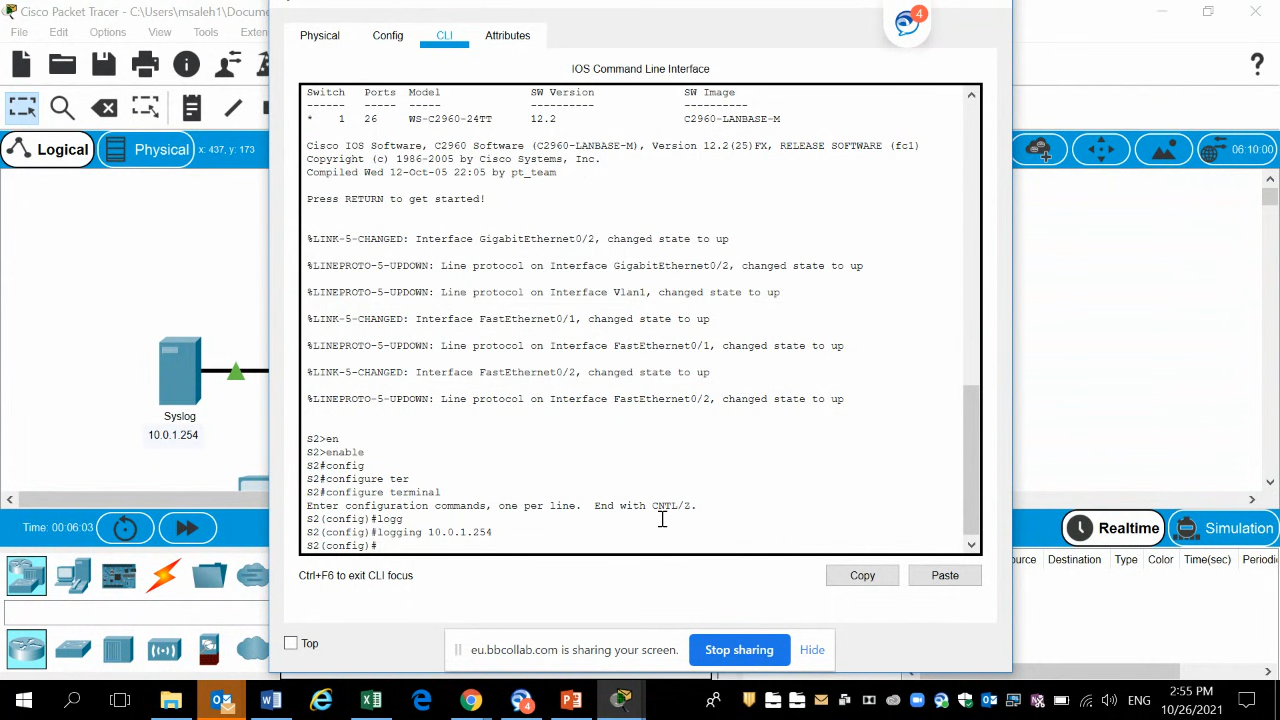 Cisco Packet Tracer - C:\Users\msaleh1\Docume
File Edit Options View Tools Exten
4
Physical Config CLI Attributes
IOS Command Line Interface
?
Logical
Physical
x: 437, y: 173
06:10:00
Switch Ports Model SW Version SW Image
------ ----- ----- ---------- ----------
* 1 26 WS-C2960-24TT 12.2 C2960-LANBASE-M
Cisco IOS Software, C2960 Software (C2960-LANBASE-M), Version 12.2(25)FX, RELEASE SOFTWARE (fc1)
Copyright (c) 1986-2005 by Cisco Systems, Inc.
Compiled Wed 12-Oct-05 22:05 by pt_team
Press RETURN to get started!
%LINK-5-CHANGED: Interface GigabitEthernet0/2, changed state to up
%LINEPROTO-5-UPDOWN: Line protocol on Interface GigabitEthernet0/2, changed state to up
%LINEPROTO-5-UPDOWN: Line protocol on Interface Vlan1, changed state to up
%LINK-5-CHANGED: Interface FastEthernet0/1, changed state to up
%LINEPROTO-5-UPDOWN: Line protocol on Interface FastEthernet0/1, changed state to up
%LINK-5-CHANGED: Interface FastEthernet0/2, changed state to up
%LINEPROTO-5-UPDOWN: Line protocol on Interface FastEthernet0/2, changed state to up
S2>en
S2>enable
S2#config
S2#configure ter
S2#configure terminal
Enter configuration commands, one per line. End with CNTL/Z.
S2(config)#logg
S2(config)#logging 10.0.1.254
S2(config)#
Syslog
10.0.1.254
Time: 00:06:03
Realtime
Simulation
Ctrl+F6 to exit CLI focus
Copy
Paste
ource Destination Type Color Time(sec) Periodi
Top
eu.bbcollab.com is sharing your screen.
Stop sharing
Hide
4
ENG
2:55 PM
10/26/2021